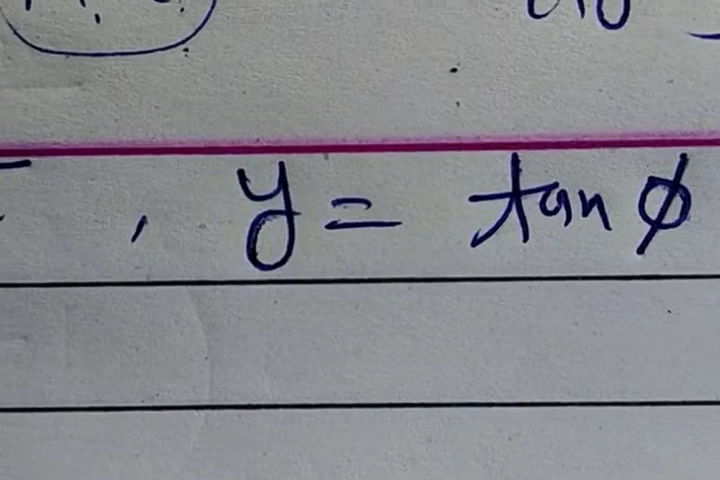 , y = tan φ